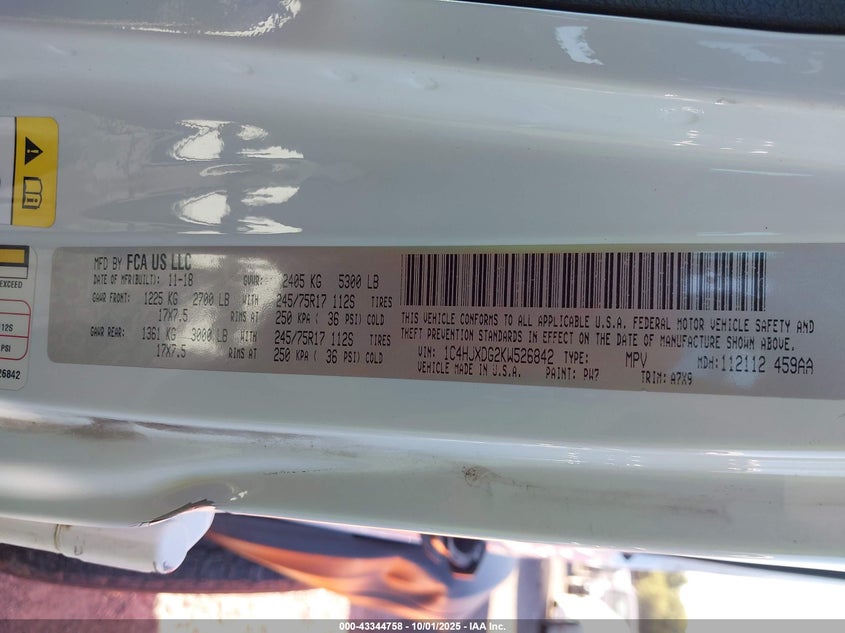 EXCEED
12S
PSI
26842
MFD BY FCA US LLC
DATE OF MFR(BUILT): 11-18 GVWR: 2405 KG 5300 LB
GAWR FRONT: 1225 KG 2700 LB WITH 245/75R17 112S TIRES
17X7.5 RIMS AT 250 KPA ( 36 PSI) COLD
GAWR REAR: 1361 KG 3000 LB WITH 245/75R17 112S TIRES
17X7.5 RIMS AT 250 KPA ( 36 PSI) COLD
THIS VEHICLE CONFORMS TO ALL APPLICABLE U.S.A. FEDERAL MOTOR VEHICLE SAFETY AND
THEFT PREVENTION STANDARDS IN EFFECT ON THE DATE OF MANUFACTURE SHOWN ABOVE.
VIN: 1C4HJXDG2KW526842 TYPE: MPV MDH:112112 459AA
VEHICLE MADE IN U.S.A. PAINT: PW7 TRIM: A7X9
000-43344758 - 10/01/2025 - IAA Inc.